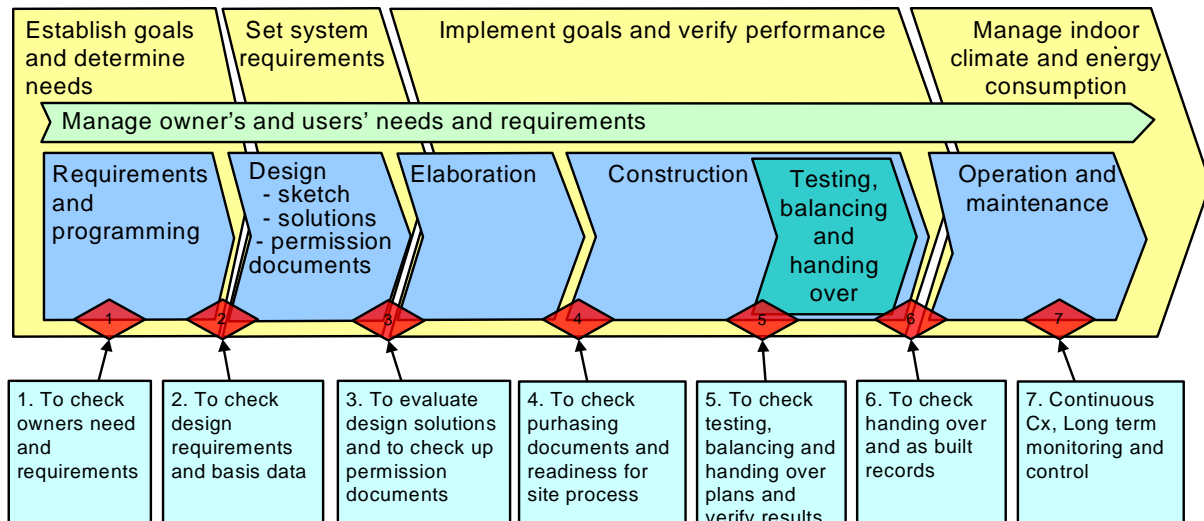 Establish goals
and determine
needs
Set system
requirements
Implement goals and verify performance
Manage indoor
climate and energy
consumption
Manage owner's and users' needs and requirements
Requirements
and
programming
Design
- sketch
- solutions
- permission
documents
Elaboration
Construction
Testing,
balancing
and
handing
over
Operation and
maintenance
1
2
3
4
5
6
7
1. To check
owners need
and
requirements
2. To check
design
requirements
and basis data
3. To evaluate
design solutions
and to check up
permission
documents
4. To check
purhasing
documents and
readiness for
site process
5. To check
testing,
balancing and
handing over
plans and
verify results
6. To check
handing over
and as built
records
7. Continuous
Cx, Long term
monitoring and
control